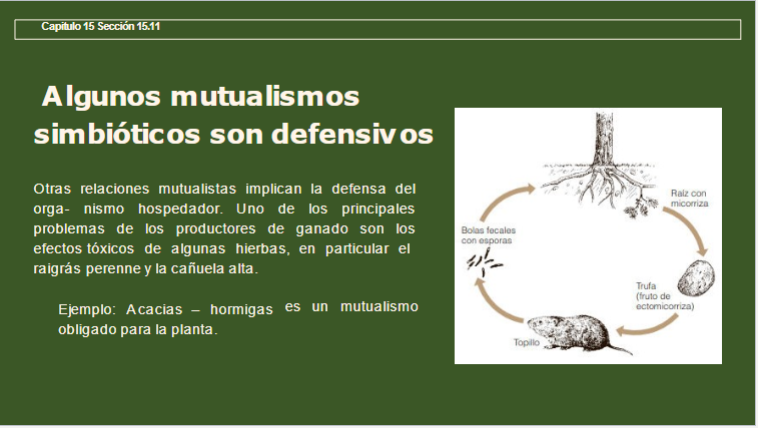 Capitulo 15 Sección 15.11
Algunos mutualismos
simbióticos son defensivos
Otras relaciones mutualistas implican la defensa del
orga- nismo hospedador. Uno de los principales
problemas de los productores de ganado son los
efectos tóxicos de algunas hierbas, en particular el
raigrás perenne y la cañuela alta.
Ejemplo: Acacias – hormigas es un mutualismo
obligado para la planta.
Raíz con
micorriza
Bolas fecales
con esporas
Trufa
(fruto de
ectomicorriza)
Topillo